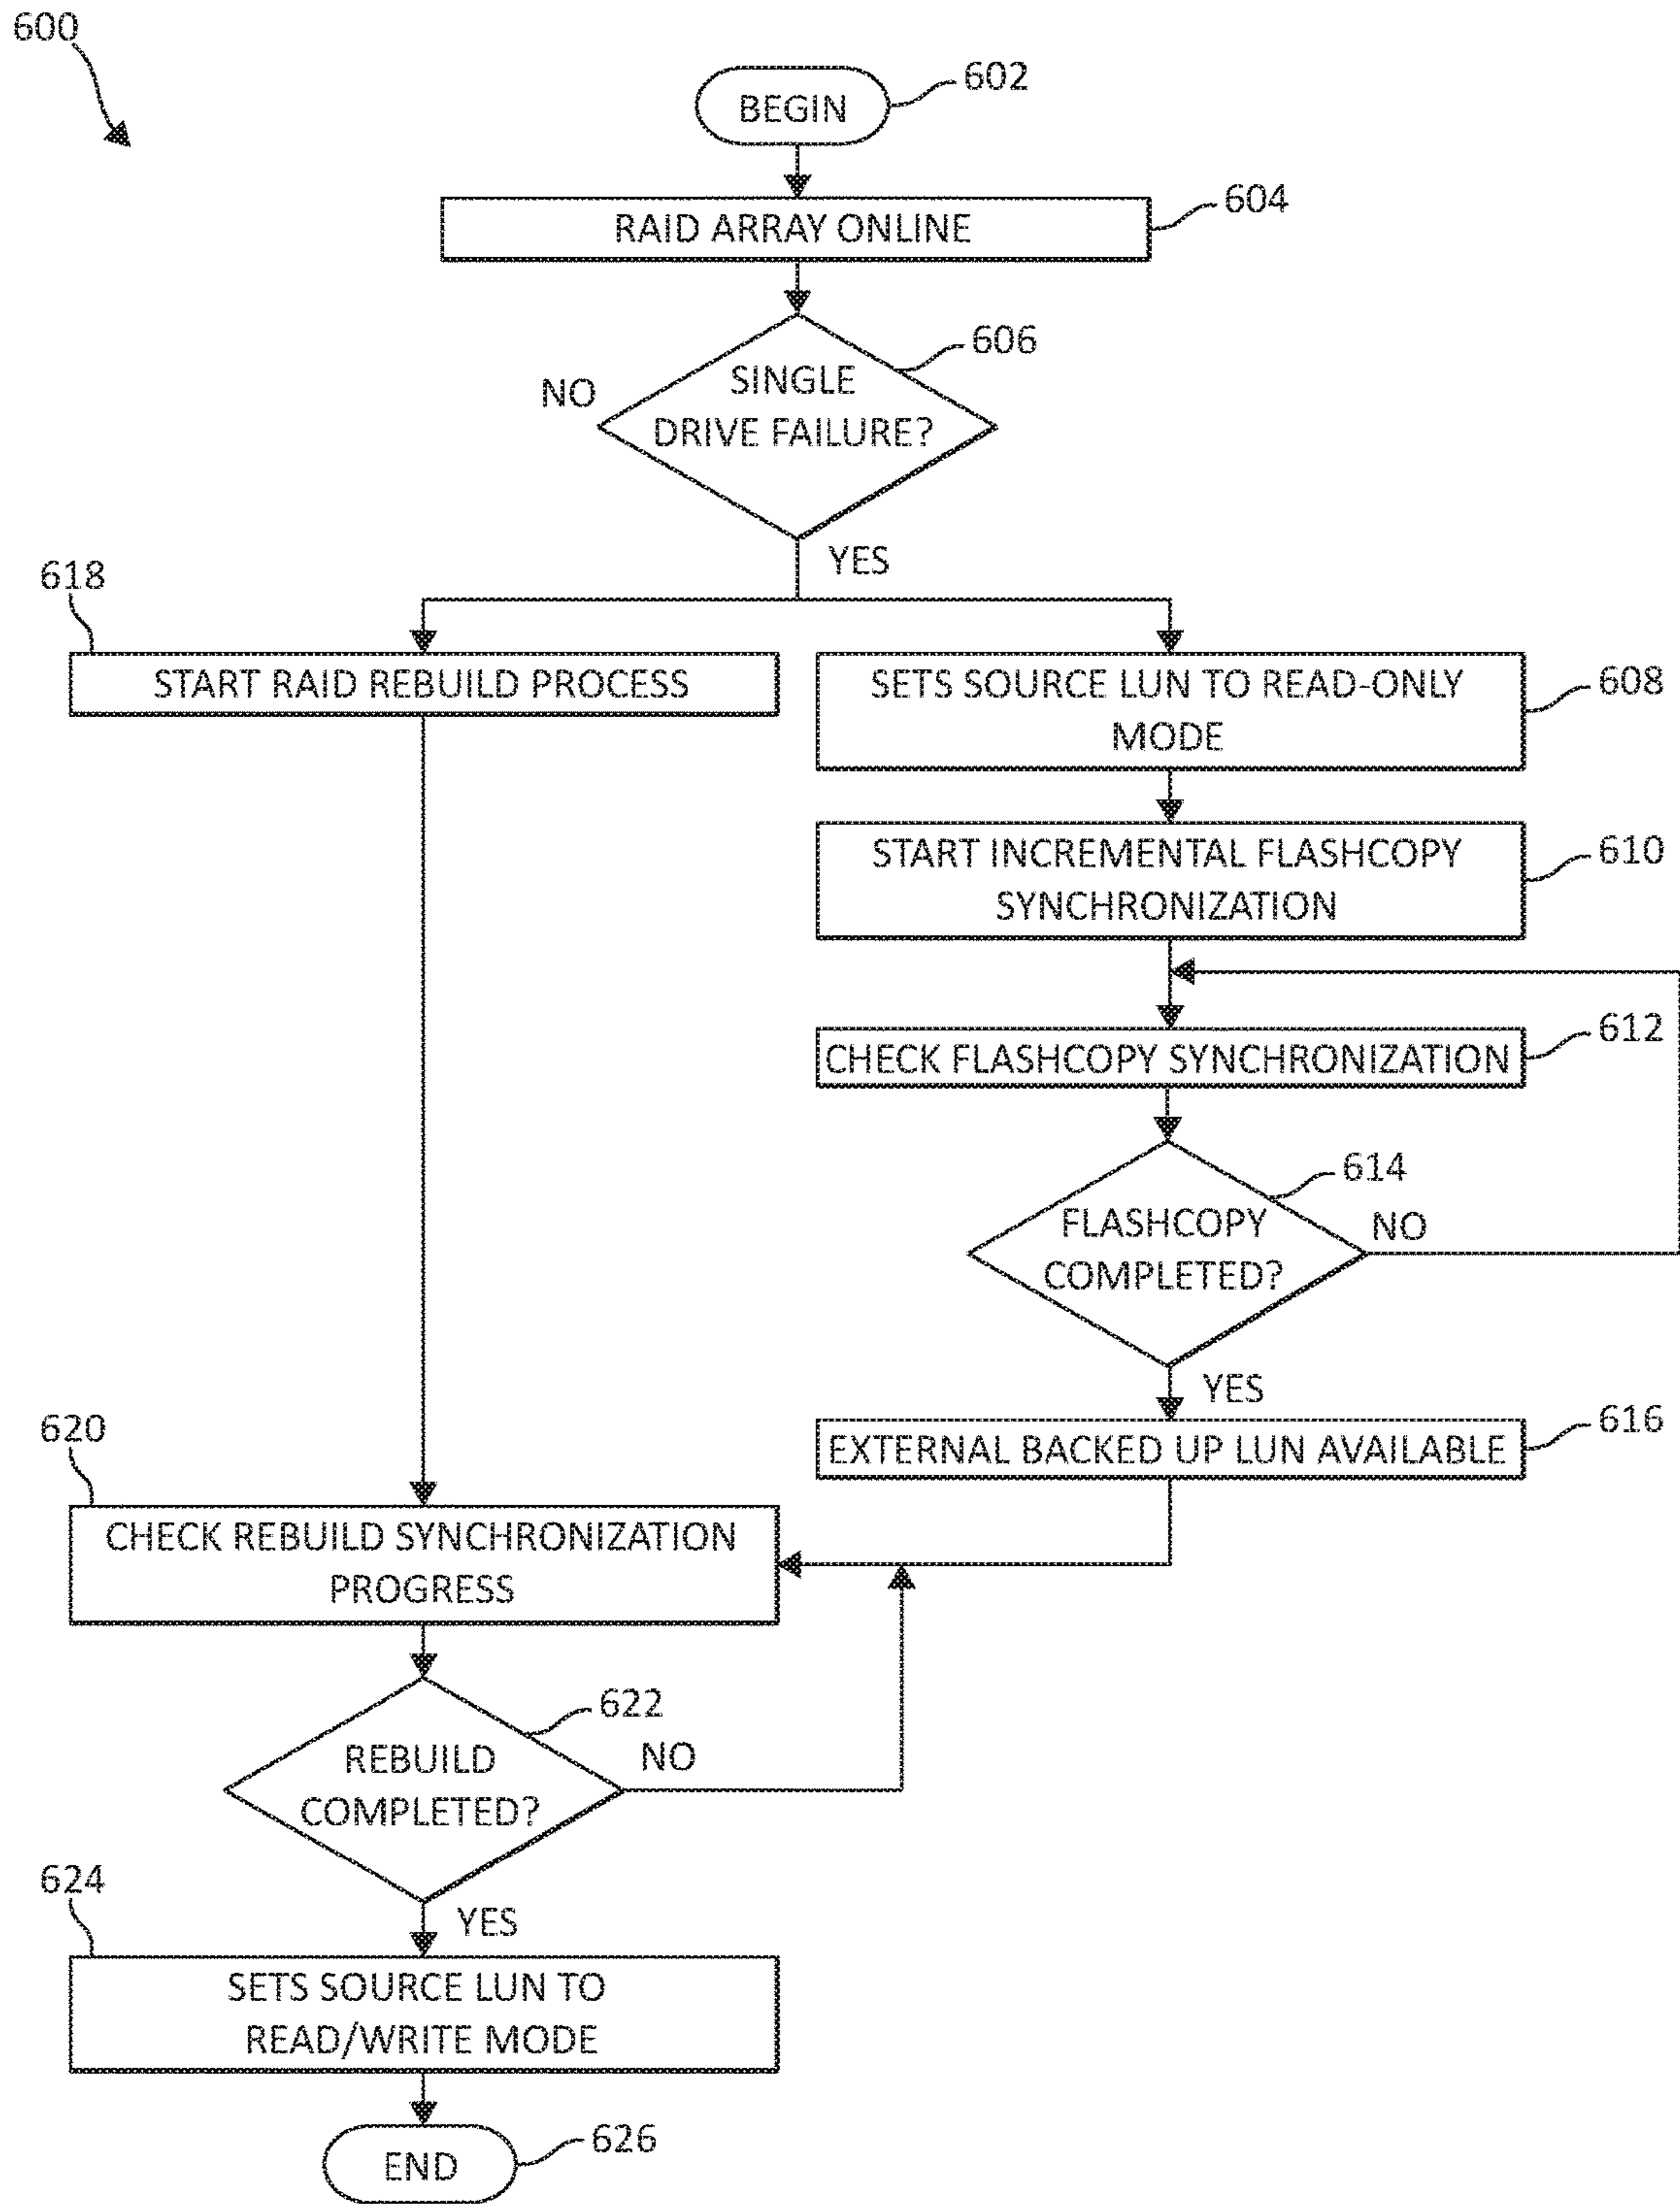 600
602
BEGIN
604
RAID ARRAY ONLINE
606
NO
SINGLE
DRIVE FAILURE?
YES
618
START RAID REBUILD PROCESS
SETS SOURCE LUN TO READ-ONLY
MODE
608
START INCREMENTAL FLASHCOPY
SYNCHRONIZATION
610
CHECK FLASHCOPY SYNCHRONIZATION
612
614
FLASHCOPY
COMPLETED?
NO
YES
EXTERNAL BACKED UP LUN AVAILABLE
616
620
CHECK REBUILD SYNCHRONIZATION
PROGRESS
622
REBUILD
COMPLETED?
NO
YES
624
SETS SOURCE LUN TO
READ/WRITE MODE
END
626